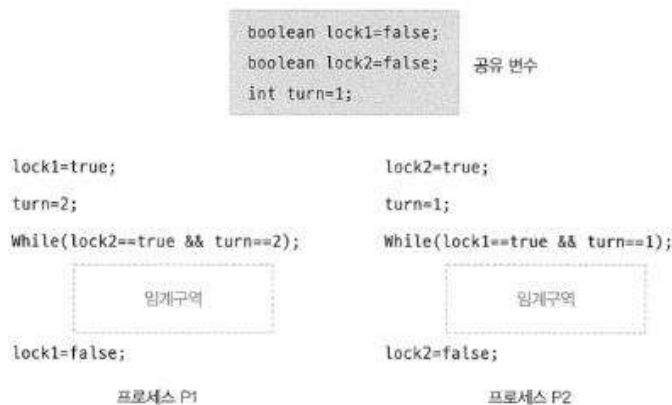 boolean lock1=false;
boolean lock2=false;
공유 변수
int turn=1;
lock1=true;
turn=2;
While(lock2==true && turn==2);
임계구역
lock1=false;
프로세스 P1
lock2=true;
turn=1;
While(lock1==true && turn==1);
임계구역
lock2=false;
프로세스 P2